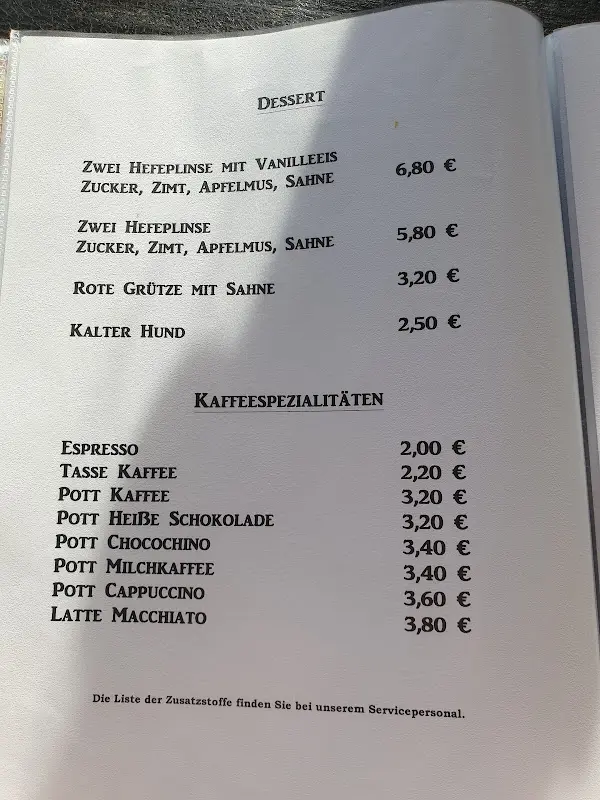 Dessert
Zwei Hefeplinse mit Vanilleeis 6,80 €
Zucker, Zimt, Apfelmus, Sahne
Zwei Hefeplinse 5,80 €
Zucker, Zimt, Apfelmus, Sahne
Rote Grütze mit Sahne 3,20 €
Kalter Hund 2,50 €
Kaffeespezialitäten
Espresso 2,00 €
Tasse Kaffee 2,20 €
Pott Kaffee 3,20 €
Pott Heiße Schokolade 3,20 €
Pott Chocochino 3,40 €
Pott Milchkaffee 3,40 €
Pott Cappuccino 3,60 €
Latte Macchiato 3,80 €
Die Liste der Zusatzstoffe finden Sie bei unserem Servicepersonal.